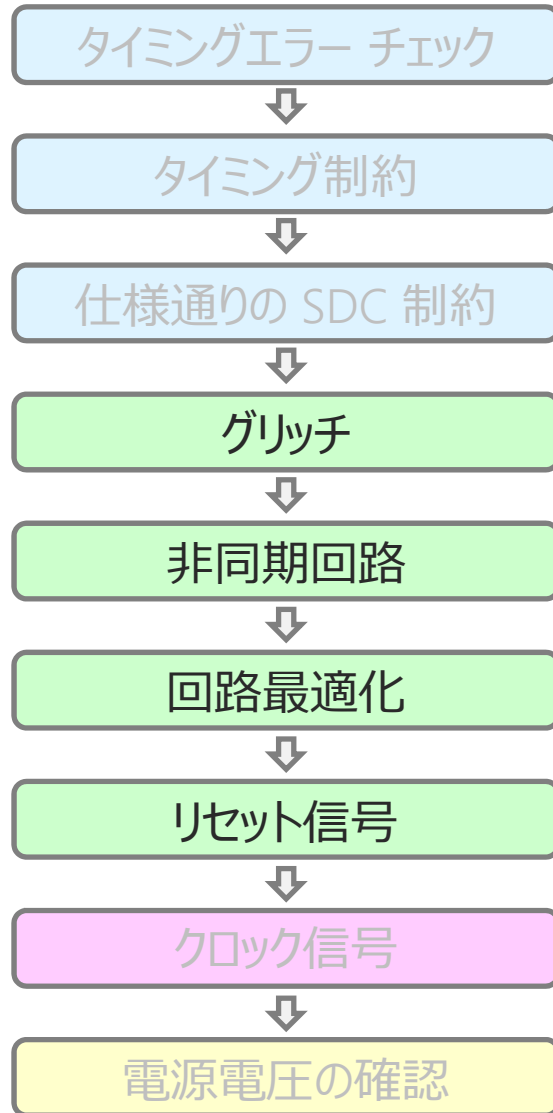 タイミングエラー チェック
タイミング制約
仕様通りの SDC 制約
グリッチ
非同期回路
回路最適化
リセット信号
クロック信号
電源電圧の確認